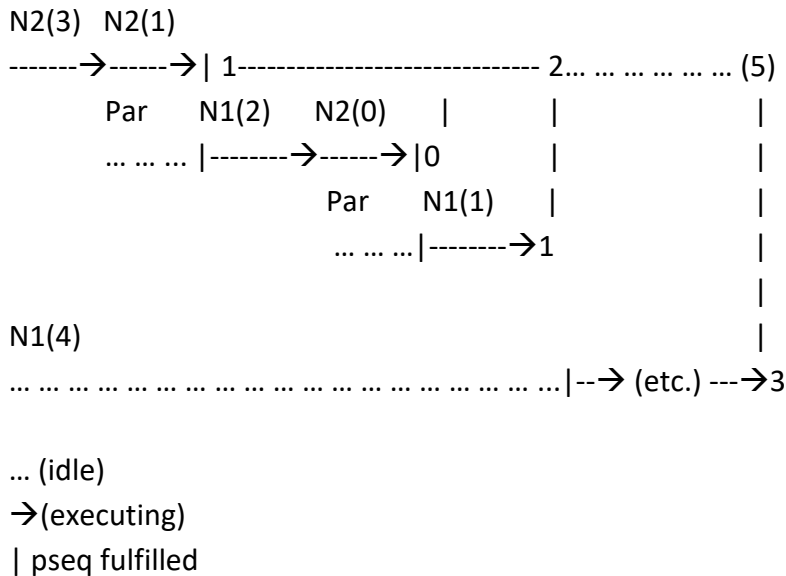 N2(3) N2(1)
-------→------→| 1------------------------------- 2… … … … … … (5)
Par N1(2) N2(0) | | |
… … ... |--------→------→|0 | |
Par N1(1) | |
… … …|--------→1 |
|
N1(4) |
… … … … … … … … … … … … … … … … … … ...|--→ (etc.) ---→3
… (idle)
→(executing)
| pseq fulfilled